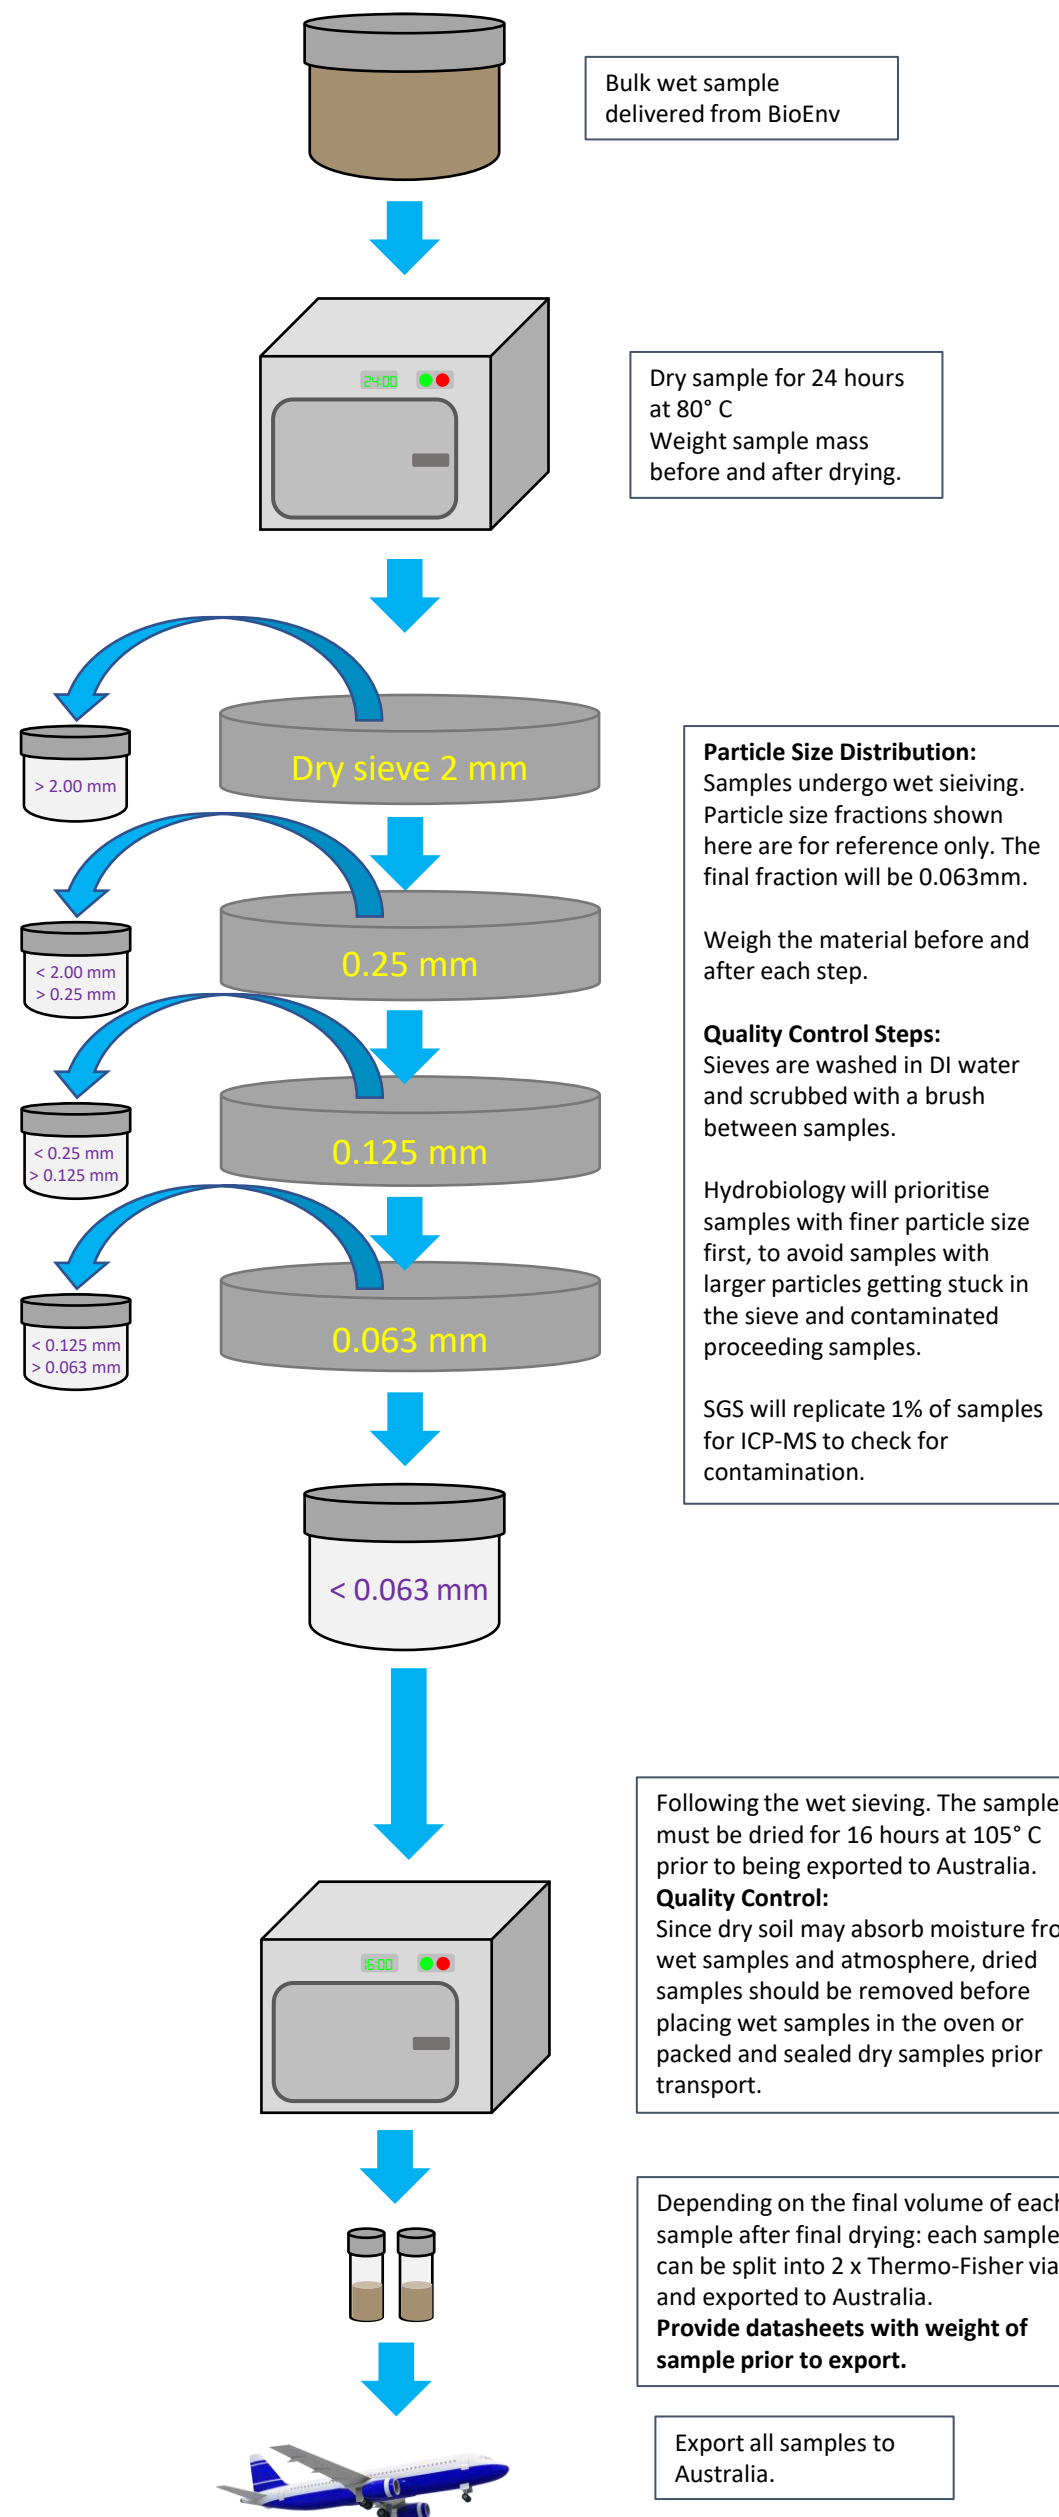 Bulk wet sample
delivered from BioEnv
24:00
Dry sample for 24 hours
at 80° C
Weight sample mass
before and after drying.
Dry sieve 2 mm
> 2.00 mm
0.25 mm
< 2.00 mm
> 0.25 mm
0.125 mm
< 0.25 mm
> 0.125 mm
0.063 mm
< 0.125 mm
> 0.063 mm
Particle Size Distribution:
Samples undergo wet sieiving.
Particle size fractions shown
here are for reference only. The
final fraction will be 0.063mm.
Weigh the material before and
after each step.
Quality Control Steps:
Sieves are washed in DI water
and scrubbed with a brush
between samples.
Hydrobiology will prioritise
samples with finer particle size
first, to avoid samples with
larger particles getting stuck in
the sieve and contaminated
proceeding samples.
SGS will replicate 1% of samples
for ICP-MS to check for
contamination.
< 0.063 mm
Following the wet sieving. The sample
must be dried for 16 hours at 105° C
prior to being exported to Australia.
Quality Control:
Since dry soil may absorb moisture fro
wet samples and atmosphere, dried
samples should be removed before
placing wet samples in the oven or
packed and sealed dry samples prior
transport.
16:00
Depending on the final volume of each
sample after final drying: each sample
can be split into 2 x Thermo-Fisher via
and exported to Australia.
Provide datasheets with weight of
sample prior to export.
Export all samples to
Australia.